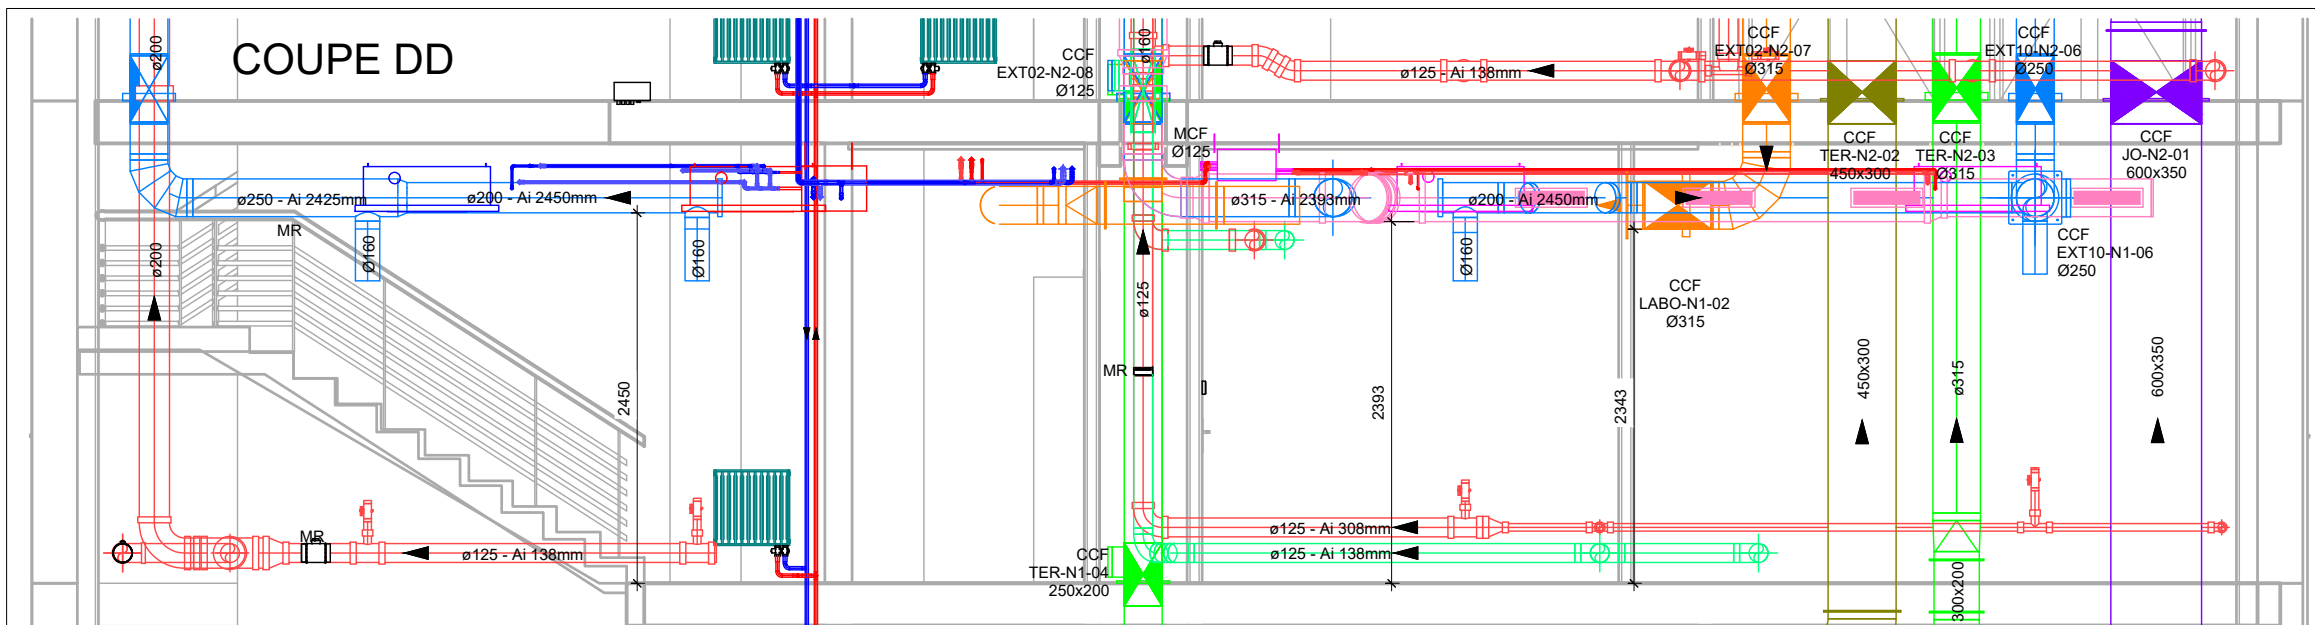 COUPE DD
ø200
CCF
EXT02-N2-08
Ø125
ø160
ø125 - Ai 138mm
CCF
EXT02-N2-07
Ø315
CCF
EXT10-N2-06
Ø250
MCF
Ø125
CCF
TER-N2-02
450x300
CCF
TER-N2-03
Ø315
CCF
JO-N2-01
600x350
ø250 - Ai 2425mm
ø200 - Ai 2450mm
ø315 - Ai 2393mm
ø200 - Ai 2450mm
MR
ø200
Ø160
Ø160
Ø160
CCF
EXT10-N1-06
Ø250
ø125
CCF
LABO-N1-02
Ø315
MR
2450
2393
2343
450x300
ø315
600x350
MR
ø125 - Ai 138mm
ø125 - Ai 308mm
ø125 - Ai 138mm
CCF
TER-N1-04
250x200
300x200